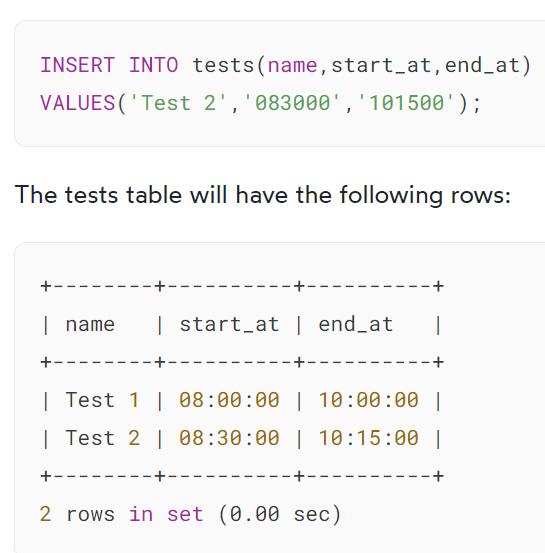 INSERT INTO tests(name,start_at,end_at)
VALUES('Test 2','083000','101500');
The tests table will have the following rows:
+--------+----------+----------+
| name   | start_at | end_at   |
+--------+----------+----------+
| Test 1 | 08:00:00 | 10:00:00 |
| Test 2 | 08:30:00 | 10:15:00 |
+--------+----------+----------+
2 rows in set (0.00 sec)